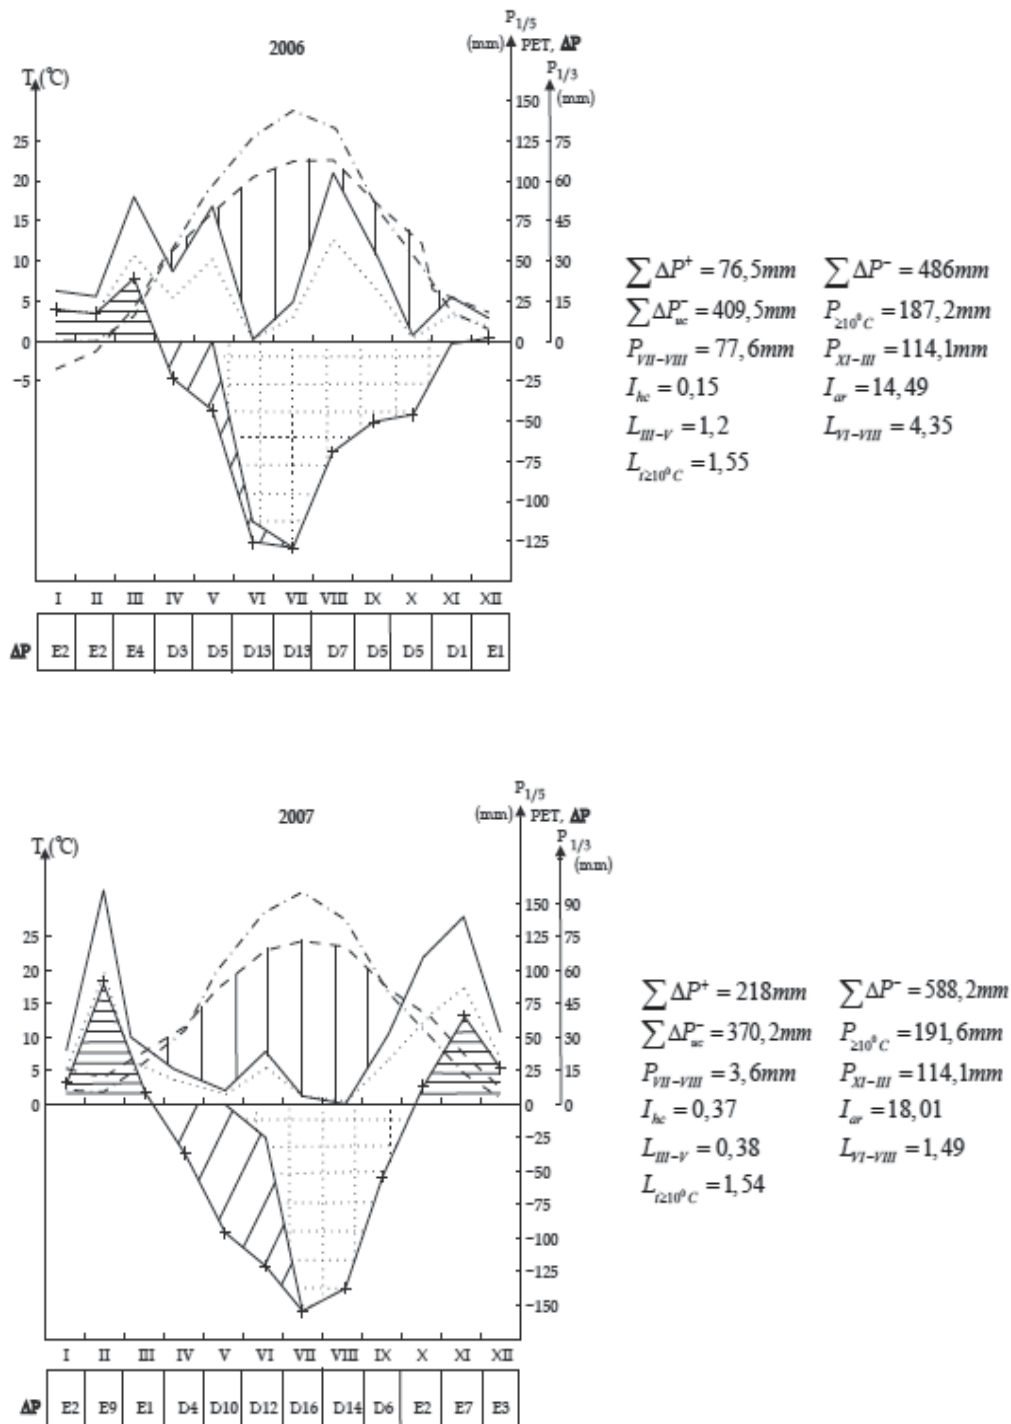 P1/5
2006
(mm) PET, ΔP
T (°C)
P1/3
(mm)
150
25 125 75
20 100 60
15 75 45
10 50 30
5 25 15
0 0 0
−5 −25
−50
−75
−100
−125
I II III IV V VI VII VIII IX X XI XII
ΔP E2 E2 E4 D3 D5 D13 D13 D7 D5 D5 D1 E1
∑ΔP⁺ = 76,5mm ∑ΔP⁻ = 486mm
∑ΔP⁻uc = 409,5mm P≥10⁰C = 187,2mm
PVII−VIII = 77,6mm PXI−III = 114,1mm
Ihc = 0,15 Iar = 14,49
LIII−V = 1,2 LVI−VIII = 4,35
Lt≥10⁰C = 1,55
P1/5
2007
(mm) PET, ΔP
T (°C)
P1/3
(mm)
150 90
25 125 75
20 100 60
15 75 45
10 50 30
5 25 15
0 0 0
−25
−50
−75
−100
−125
−150
I II III IV V VI VII VIII IX X XI XII
ΔP E2 E9 E1 D4 D10 D12 D16 D14 D6 E2 E7 E3
∑ΔP⁺ = 218mm ∑ΔP⁻ = 588,2mm
∑ΔP⁻uc = 370,2mm P≥10⁰C = 191,6mm
PVII−VIII = 3,6mm PXI−III = 114,1mm
Ihc = 0,37 Iar = 18,01
LIII−V = 0,38 LVI−VIII = 1,49
Lt≥10⁰C = 1,54